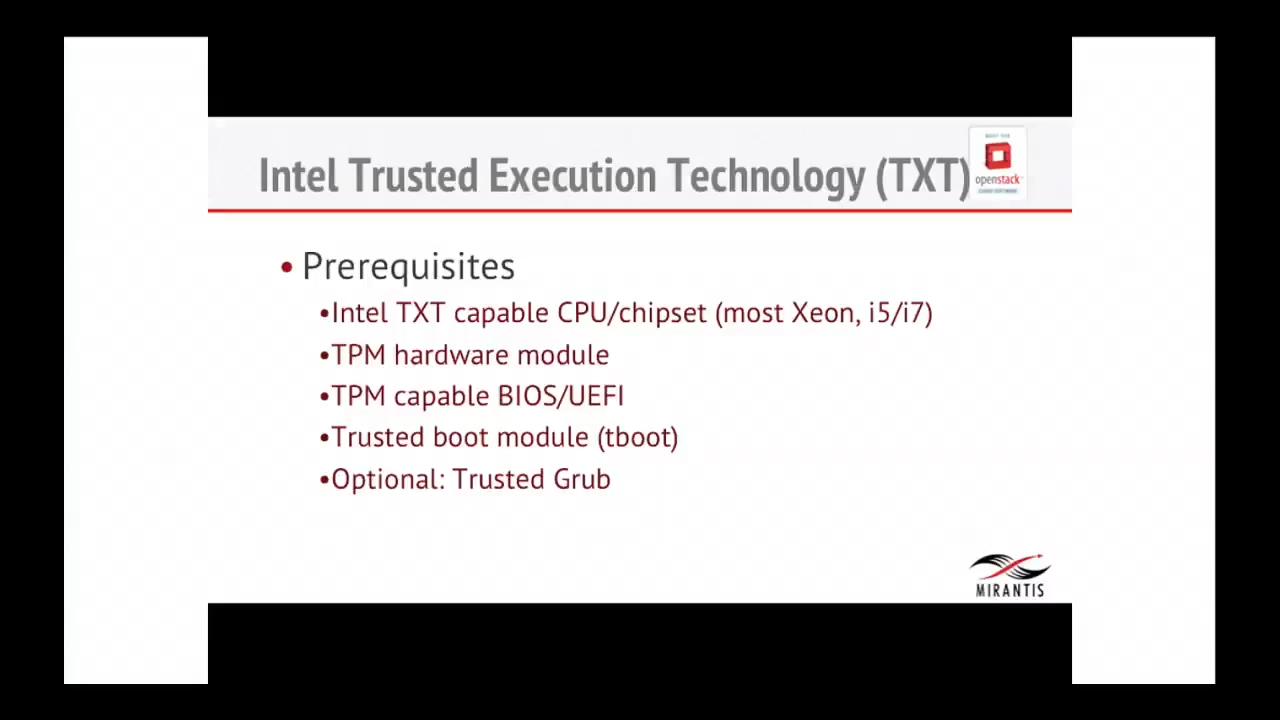 Intel Trusted Execution Technology (TXT)
openstack
• Prerequisites
•Intel TXT capable CPU/chipset (most Xeon, i5/i7)
•TPM hardware module
•TPM capable BIOS/UEFI
•Trusted boot module (tboot)
•Optional: Trusted Grub
MIRANTIS